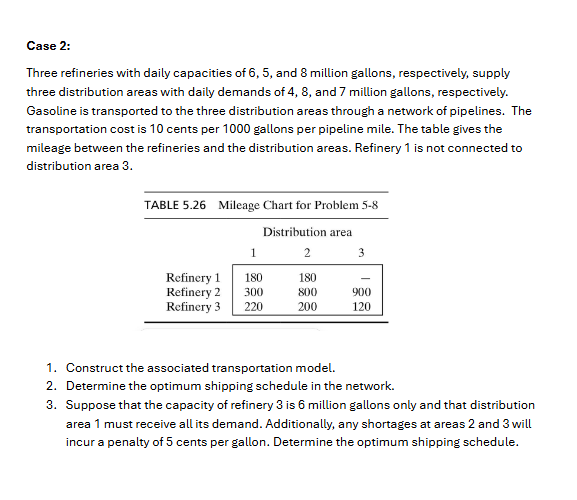 Case 2:
Three refineries with daily capacities of 6, 5, and 8 million gallons, respectively, supply
three distribution areas with daily demands of 4, 8, and 7 million gallons, respectively.
Gasoline is transported to the three distribution areas through a network of pipelines. The
transportation cost is 10 cents per 1000 gallons per pipeline mile. The table gives the
mileage between the refineries and the distribution areas. Refinery 1 is not connected to
distribution area 3.
TABLE 5.26 Mileage Chart for Problem 5-8
Distribution area
1 2 3
Refinery 1 180 180 –
Refinery 2 300 800 900
Refinery 3 220 200 120
1. Construct the associated transportation model.
2. Determine the optimum shipping schedule in the network.
3. Suppose that the capacity of refinery 3 is 6 million gallons only and that distribution
area 1 must receive all its demand. Additionally, any shortages at areas 2 and 3 will
incur a penalty of 5 cents per gallon. Determine the optimum shipping schedule.